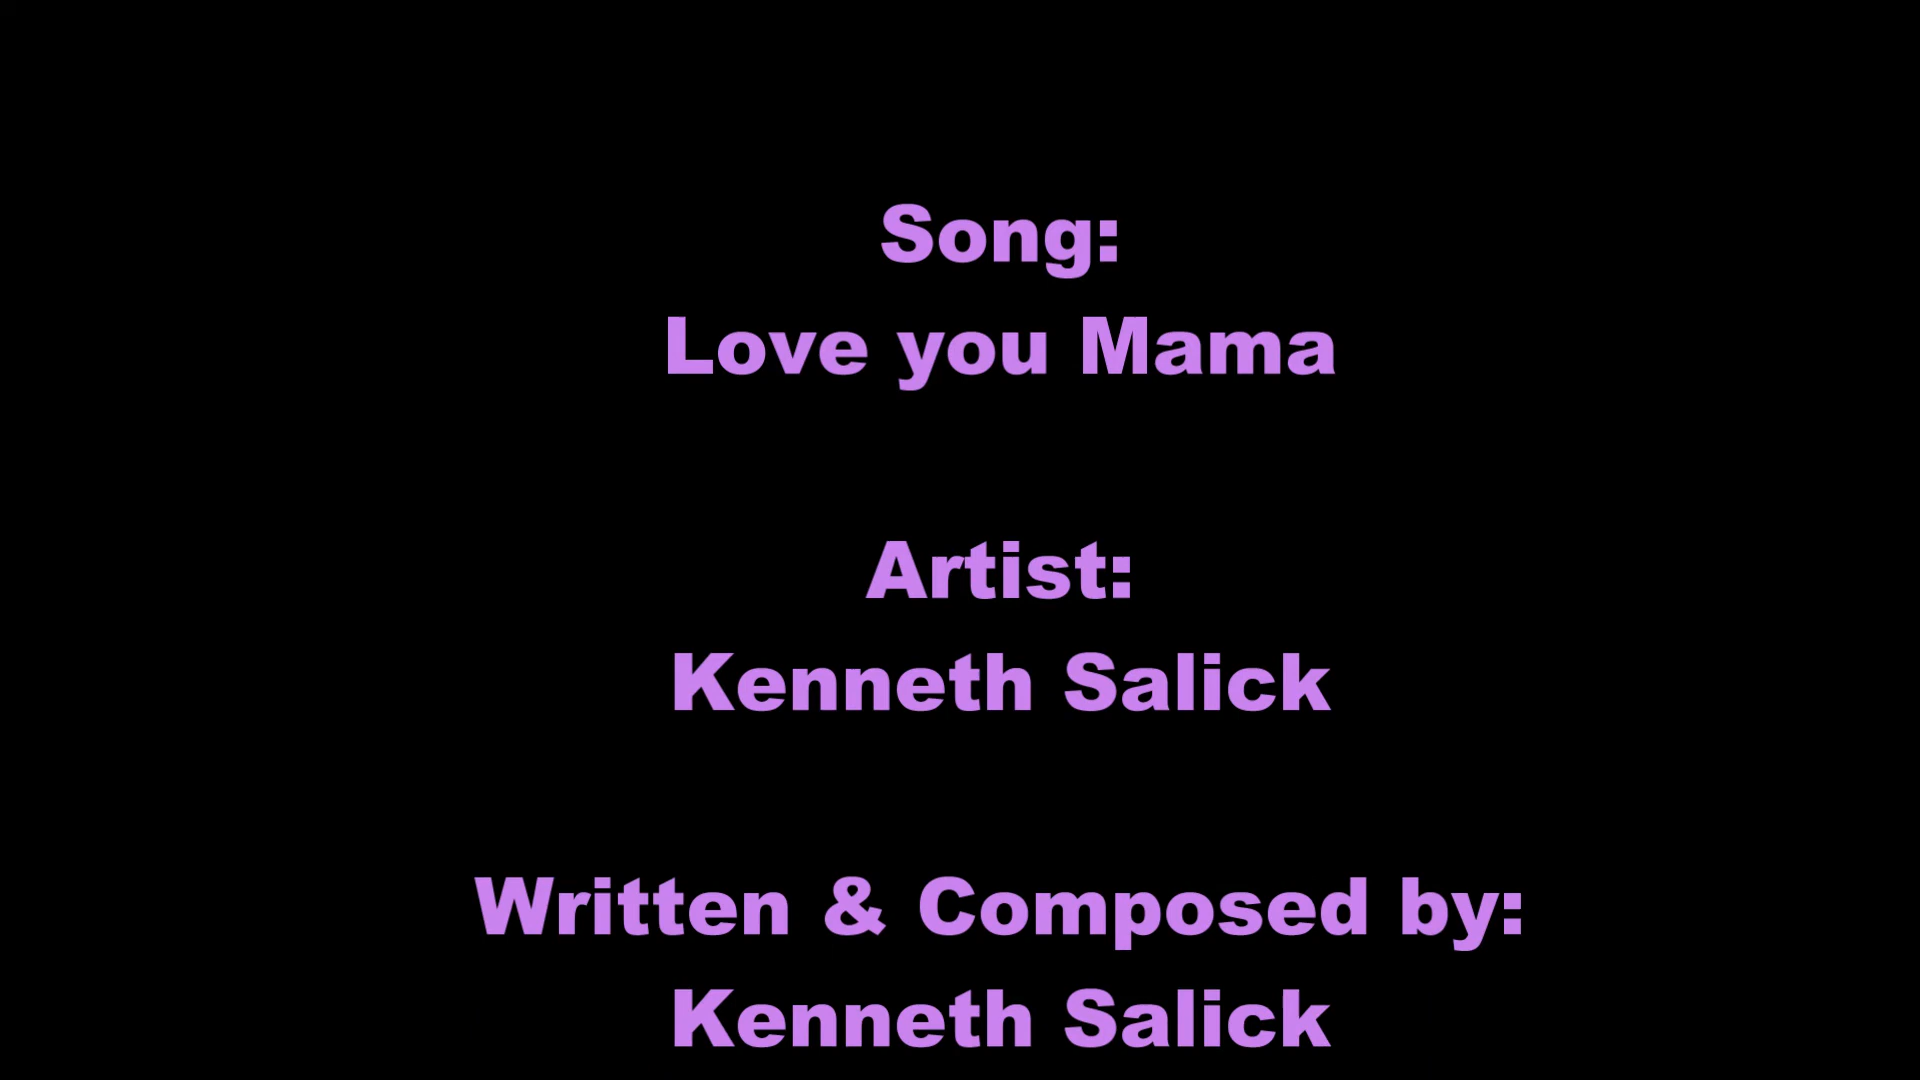 Song:
Love you Mama
Artist:
Kenneth Salick
Written & Composed by:
Kenneth Salick